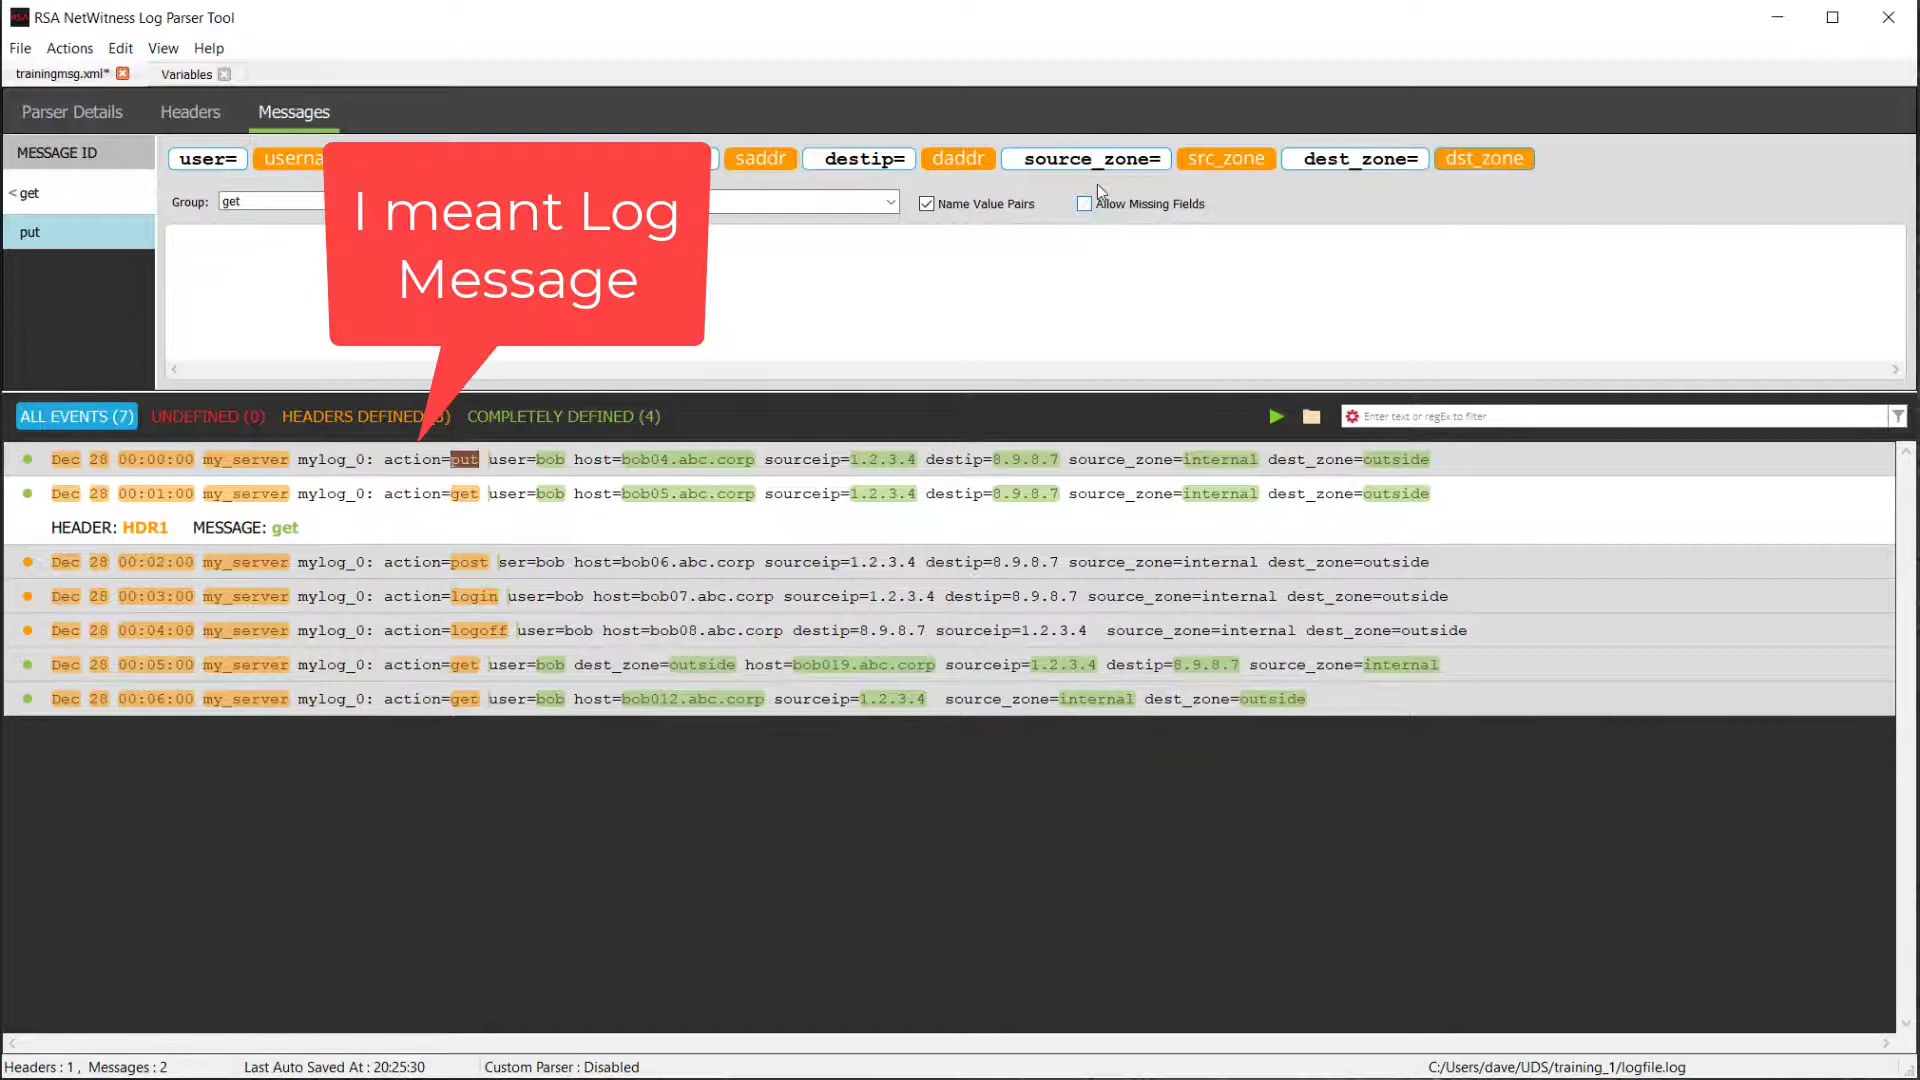 RSA NetWitness Log Parser Tool
File Actions Edit View Help
trainingmsg.xml* Variables
Parser Details Headers Messages
MESSAGE ID
< get
put
user= saddr destip= daddr source_zone= src_zone dest_zone= dst_zone
Group: get Name Value Pairs Allow Missing Fields
I meant Log
Message
ALL EVENTS (7) UNDEFINED (0) HEADERS DEFINED COMPLETELY DEFINED (4) Enter text or regEx to filter
Dec 28 00:00:00 my_server mylog_0: action=put user=bob host=bob04.abc.corp sourceip=1.2.3.4 destip=8.9.8.7 source_zone=internal dest_zone=outside
Dec 28 00:01:00 my_server mylog_0: action=get user=bob host=bob05.abc.corp sourceip=1.2.3.4 destip=8.9.8.7 source_zone=internal dest_zone=outside
HEADER: HDR1 MESSAGE: get
Dec 28 00:02:00 my_server mylog_0: action=post ser=bob host=bob06.abc.corp sourceip=1.2.3.4 destip=8.9.8.7 source_zone=internal dest_zone=outside
Dec 28 00:03:00 my_server mylog_0: action=login user=bob host=bob07.abc.corp sourceip=1.2.3.4 destip=8.9.8.7 source_zone=internal dest_zone=outside
Dec 28 00:04:00 my_server mylog_0: action=logoff user=bob host=bob08.abc.corp destip=8.9.8.7 sourceip=1.2.3.4 source_zone=internal dest_zone=outside
Dec 28 00:05:00 my_server mylog_0: action=get user=bob dest_zone=outside host=bob019.abc.corp sourceip=1.2.3.4 destip=8.9.8.7 source_zone=internal
Dec 28 00:06:00 my_server mylog_0: action=get user=bob host=bob012.abc.corp sourceip=1.2.3.4 source_zone=internal dest_zone=outside
Headers : 1 , Messages : 2 Last Auto Saved At : 20:25:30 Custom Parser : Disabled C:/Users/dave/UDS/training_1/logfile.log